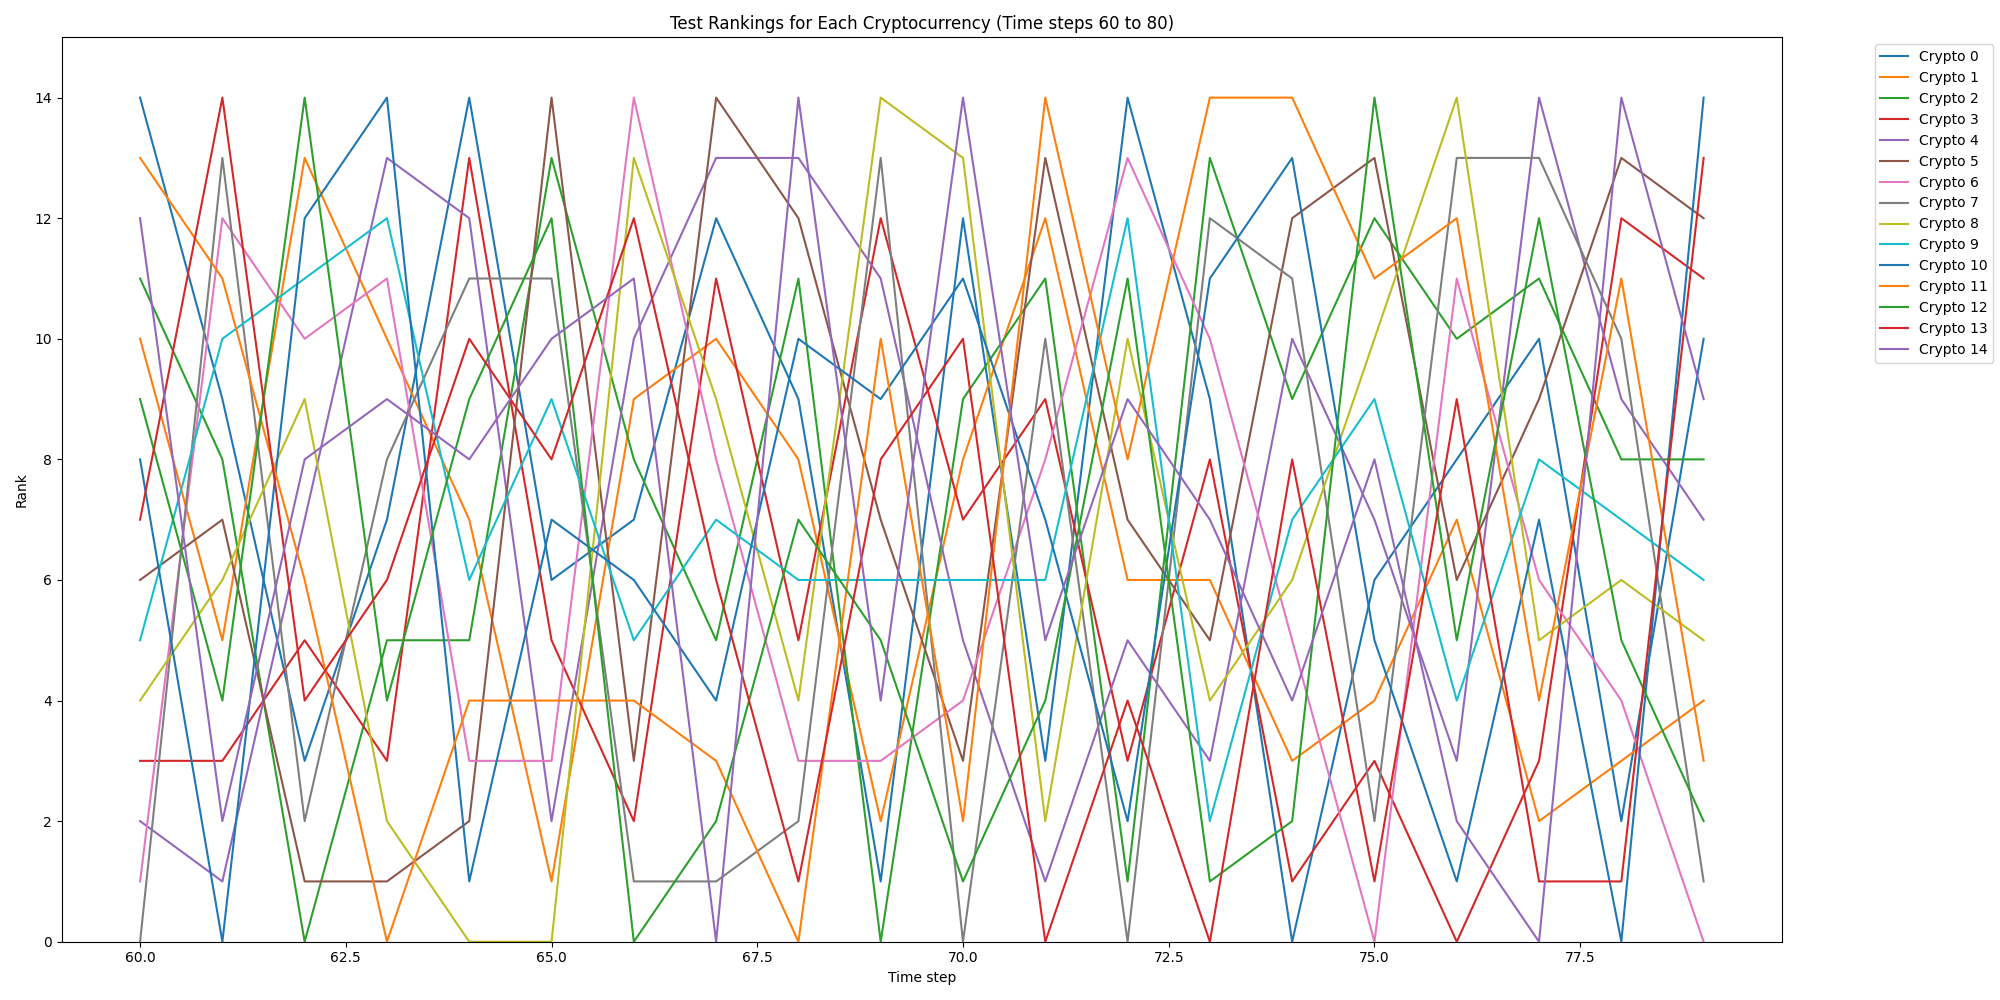 Test Rankings for Each Cryptocurrency (Time steps 60 to 80)
14
12
10
8
6
4
2
0
Rank
60.0 62.5 65.0 67.5 70.0 72.5 75.0 77.5
Time step
Crypto 0
Crypto 1
Crypto 2
Crypto 3
Crypto 4
Crypto 5
Crypto 6
Crypto 7
Crypto 8
Crypto 9
Crypto 10
Crypto 11
Crypto 12
Crypto 13
Crypto 14